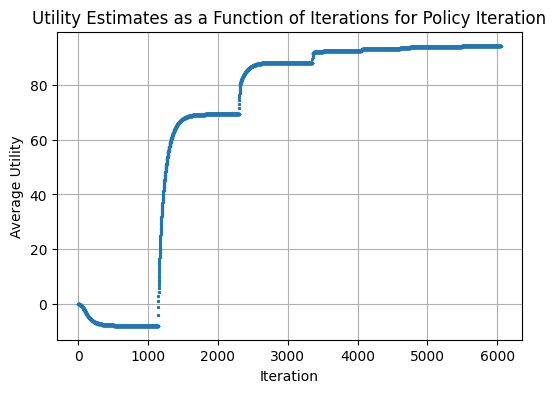 Utility Estimates as a Function of Iterations for Policy Iteration
Average Utility
80
60
40
20
0
0 1000 2000 3000 4000 5000 6000
Iteration